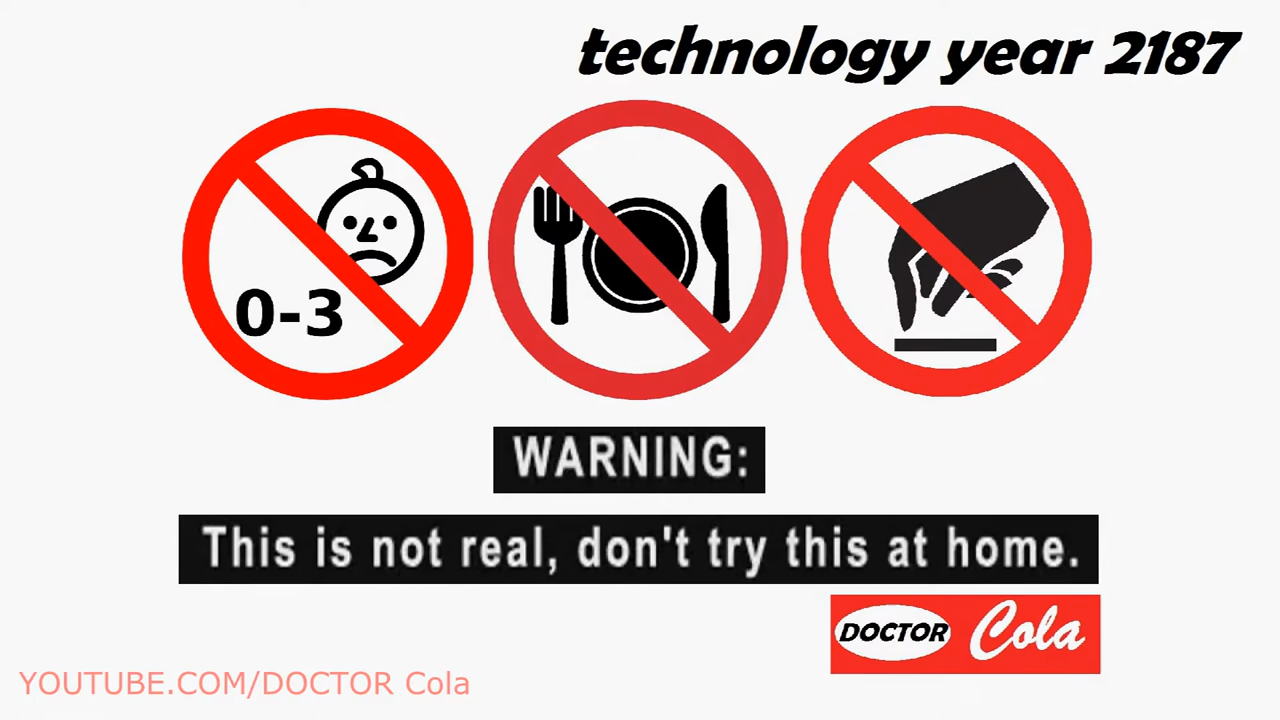 technology year 2187
0-3
WARNING:
This is not real, don't try this at home.
DOCTOR Cola
YOUTUBE.COM/DOCTOR Cola